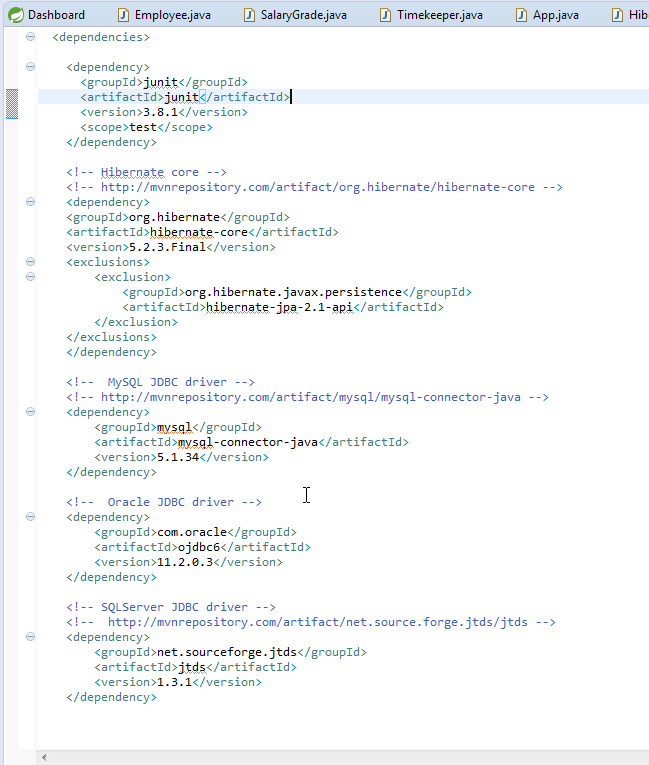 Dashboard Employee.java SalaryGrade.java Timekeeper.java App.java Hib
<dependencies>
<dependency>
<groupId>junit</groupId>
<artifactId>junit</artifactId>
<version>3.8.1</version>
<scope>test</scope>
</dependency>
<!-- Hibernate core -->
<!-- http://mvnrepository.com/artifact/org.hibernate/hibernate-core -->
<dependency>
<groupId>org.hibernate</groupId>
<artifactId>hibernate-core</artifactId>
<version>5.2.3.Final</version>
<exclusions>
<exclusion>
<groupId>org.hibernate.javax.persistence</groupId>
<artifactId>hibernate-jpa-2.1-api</artifactId>
</exclusion>
</exclusions>
</dependency>
<!--  MySQL JDBC driver -->
<!-- http://mvnrepository.com/artifact/mysql/mysql-connector-java -->
<dependency>
<groupId>mysql</groupId>
<artifactId>mysql-connector-java</artifactId>
<version>5.1.34</version>
</dependency>
<!--  Oracle JDBC driver -->
<dependency>
<groupId>com.oracle</groupId>
<artifactId>ojdbc6</artifactId>
<version>11.2.0.3</version>
</dependency>
<!-- SQLServer JDBC driver -->
<!--  http://mvnrepository.com/artifact/net.source.forge.jtds/jtds -->
<dependency>
<groupId>net.sourceforge.jtds</groupId>
<artifactId>jtds</artifactId>
<version>1.3.1</version>
</dependency>